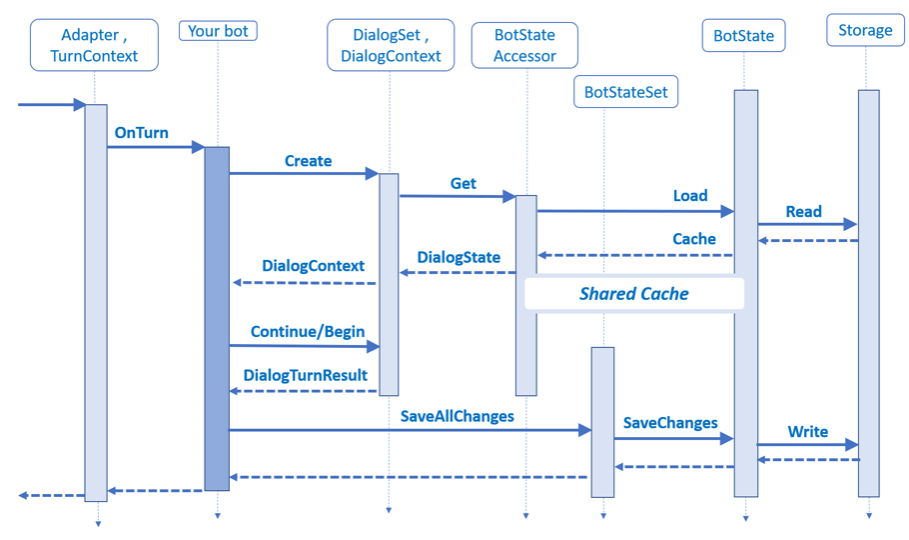 Adapter ,
TurnContext
Your bot
DialogSet ,
DialogContext
BotState
Accessor
BotStateSet
BotState
Storage
OnTurn
Create
Get
Load
Read
Cache
DialogState
DialogContext
Shared Cache
Continue/Begin
DialogTurnResult
SaveAllChanges
SaveChanges
Write